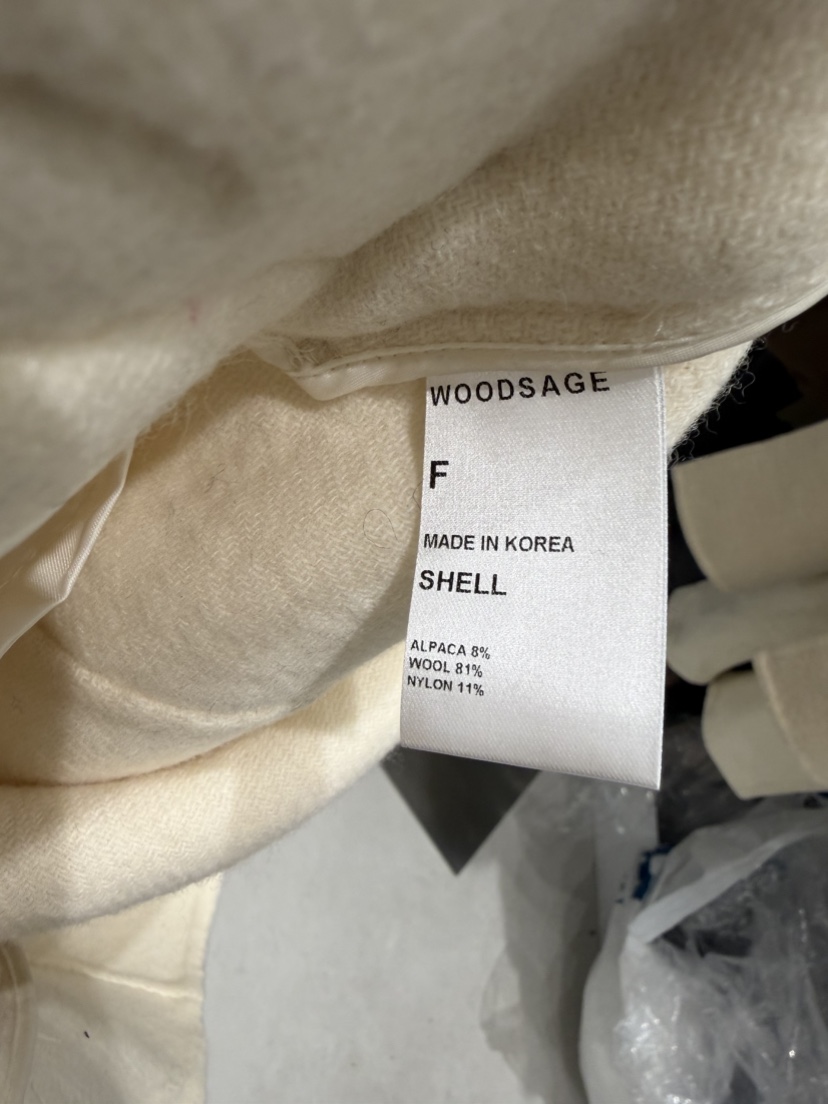 WOODSAGE
F
MADE IN KOREA
SHELL
ALPACA 8%
WOOL 81%
NYLON 11%